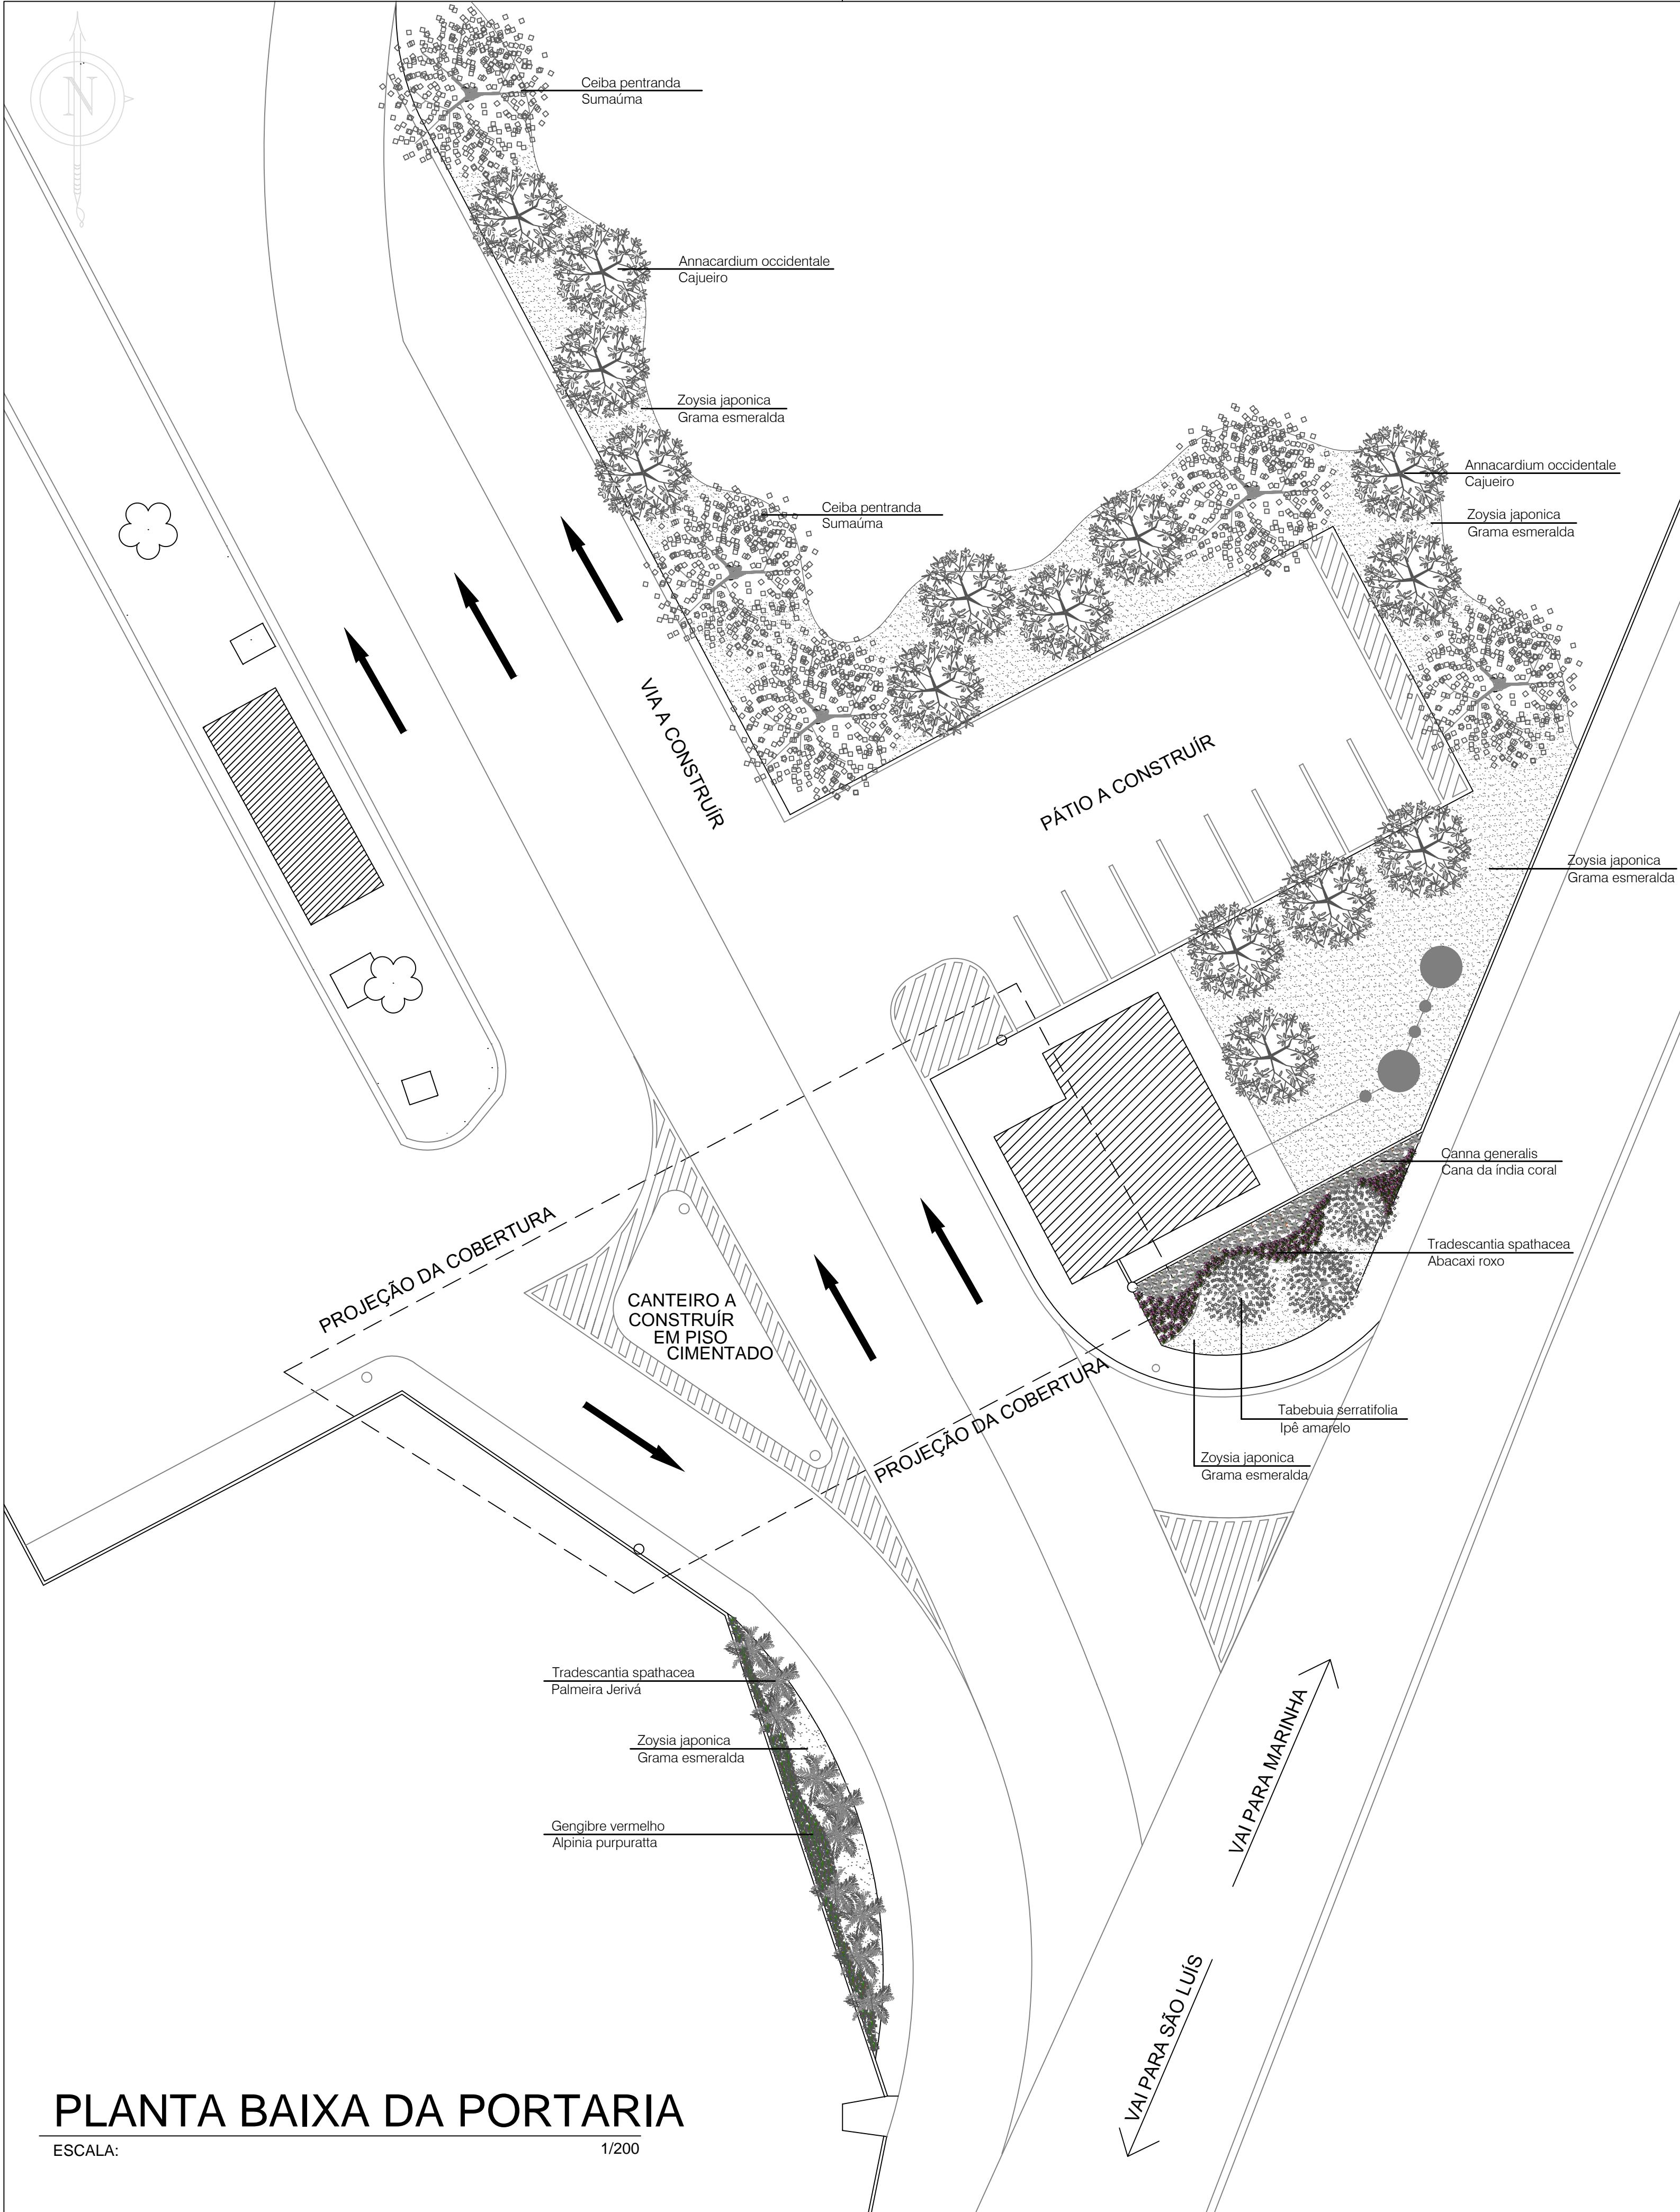 N
Ceiba pentranda
Sumaúma
Annacardium occidentale
Cajueiro
Zoysia japonica
Grama esmeralda
Ceiba pentranda
Sumaúma
Annacardium occidentale
Cajueiro
Zoysia japonica
Grama esmeralda
VIA A CONSTRUÍR
PÁTIO A CONSTRUÍR
Zoysia japonica
Grama esmeralda
Canna generalis
Cana da índia coral
Tradescantia spathacea
Abacaxi roxo
PROJEÇÃO DA COBERTURA
CANTEIRO A
CONSTRUÍR
EM PISO
CIMENTADO
PROJEÇÃO DA COBERTURA
Tabebuia serratifolia
Ipê amarelo
Zoysia japonica
Grama esmeralda
Tradescantia spathacea
Palmeira Jerivá
Zoysia japonica
Grama esmeralda
Gengibre vermelho
Alpinia purpuratta
VAI PARA MARINHA
VAI PARA SÃO LUÍS
PLANTA BAIXA DA PORTARIA
ESCALA: 1/200